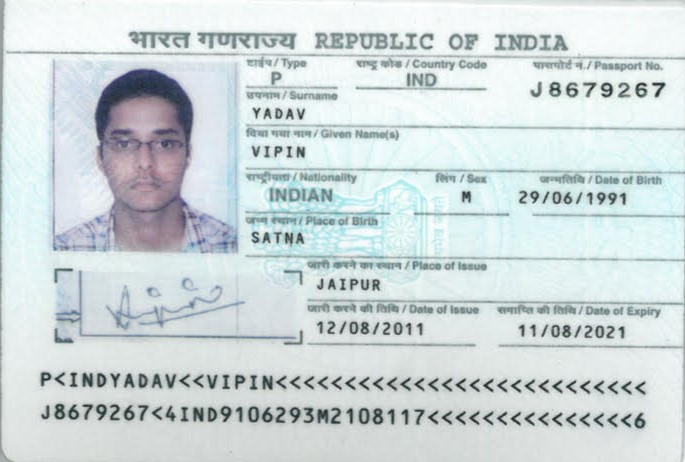 भारत गणराज्य REPUBLIC OF INDIA
टाईप / Type राष्ट्र कोड / Country Code पासपोर्ट नं. / Passport No.
P IND J8679267
उपनाम / Surname
YADAV
दिया गया नाम / Given Name(s)
VIPIN
राष्ट्रीयता / Nationality लिंग / Sex जन्मतिथि / Date of Birth
INDIAN M 29/06/1991
जन्म स्थान / Place of Birth
SATNA
जारी करने का स्थान / Place of Issue
JAIPUR
जारी करने की तिथि / Date of Issue समाप्ति की तिथि / Date of Expiry
12/08/2011 11/08/2021
Vipin
P<INDYADAV<<VIPIN<<<<<<<<<<<<<<<<<<<<<<<<<<<
J8679267<4IND9106293M2108117<<<<<<<<<<<<<<<6